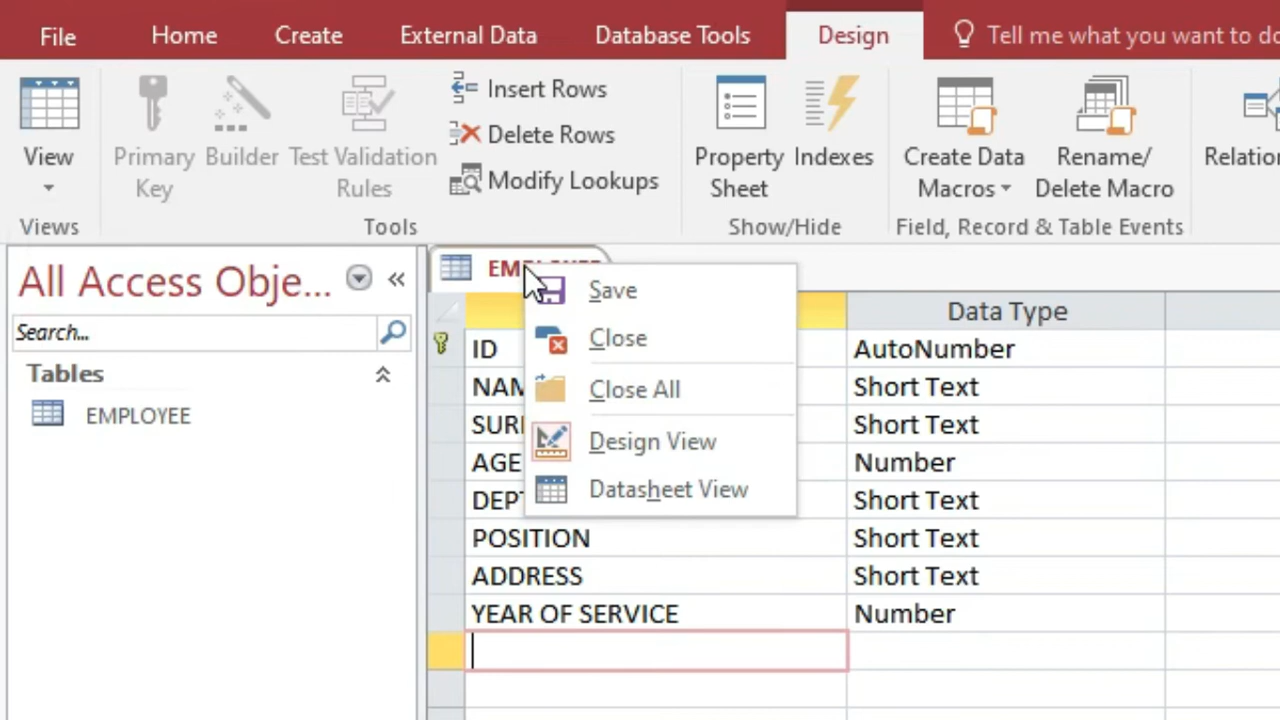 File Home Create External Data Database Tools Design Tell me what you want to do
View
Primary Key
Builder
Test Validation Rules
Insert Rows
Delete Rows
Modify Lookups
Property Sheet
Indexes
Create Data Macros
Rename/ Delete Macro
Views
Tools
Show/Hide
Field, Record & Table Events
All Access Obje...
Search...
Tables
EMPLOYEE
Save
Close
Close All
Design View
Datasheet View
Data Type
ID AutoNumber
Short Text
Short Text
AGE Number
Short Text
POSITION Short Text
ADDRESS Short Text
YEAR OF SERVICE Number